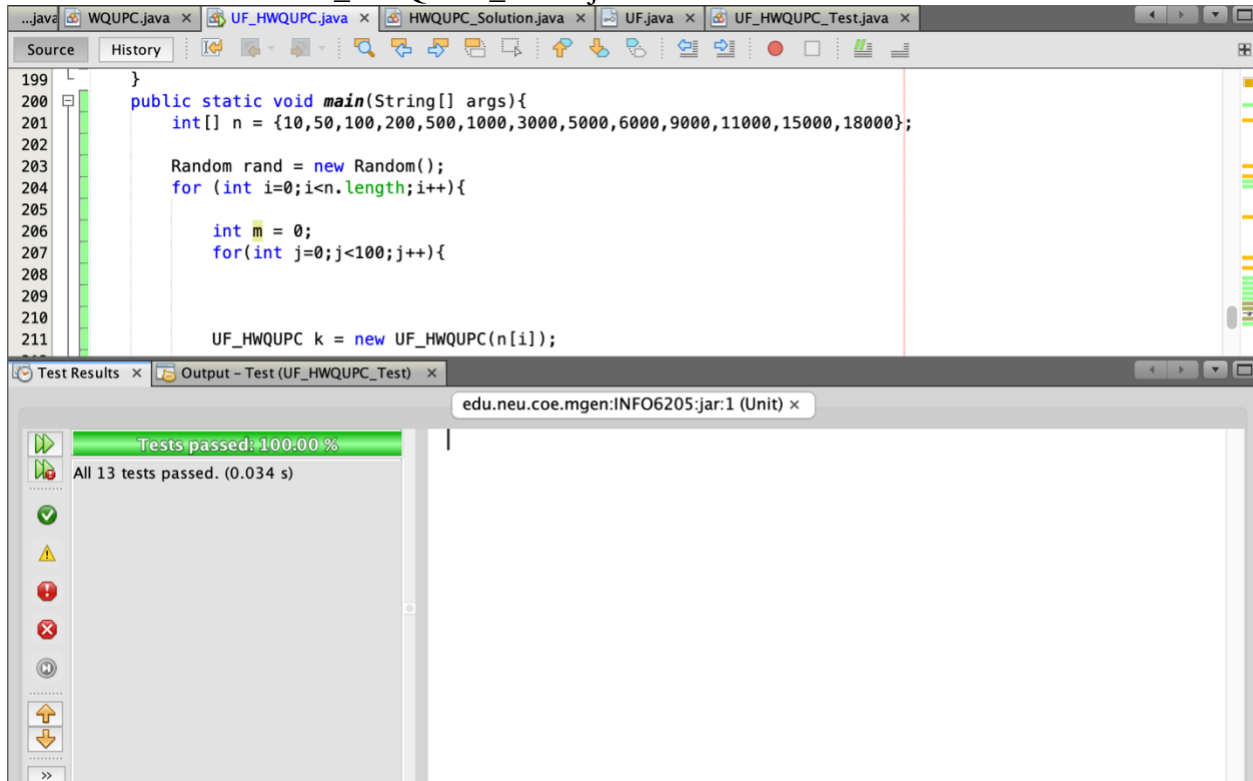 ...java WQUPC.java × UF_HWQUPC.java × HWQUPC_Solution.java × UF.java × UF_HWQUPC_Test.java ×
Source History
199 }
200 public static void main(String[] args){
201 int[] n = {10,50,100,200,500,1000,3000,5000,6000,9000,11000,15000,18000};
202
203 Random rand = new Random();
204 for (int i=0;i<n.length;i++){
205
206 int m = 0;
207 for(int j=0;j<100;j++){
208
209
210
211 UF_HWQUPC k = new UF_HWQUPC(n[i]);
Test Results × Output - Test (UF_HWQUPC_Test) ×
edu.neu.coe.mgen:INFO6205:jar:1 (Unit) ×
Tests passed: 100.00 %
All 13 tests passed. (0.034 s)